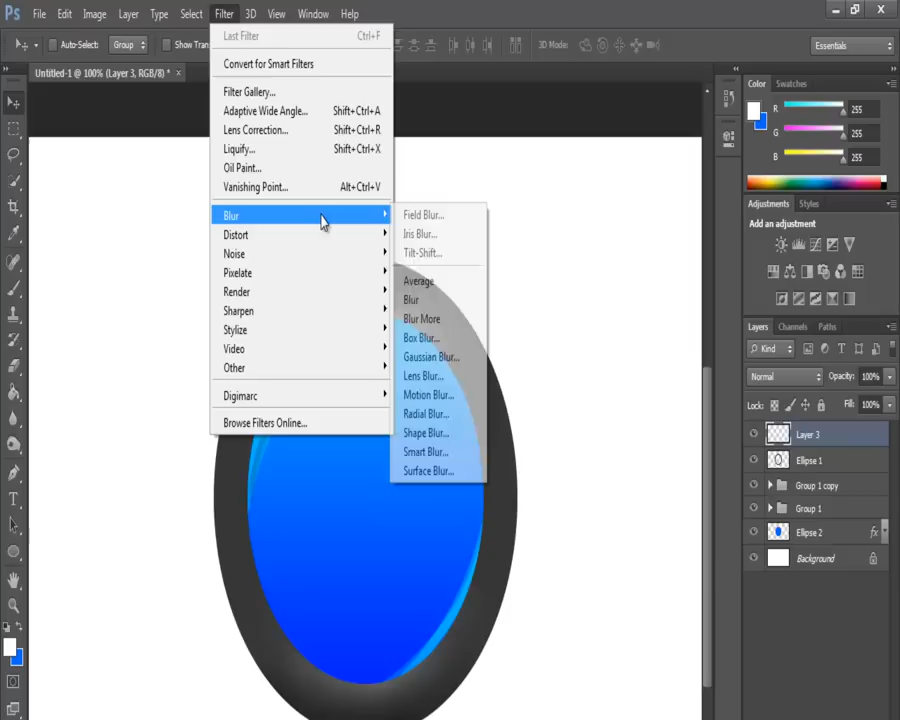 Ps File Edit Image Layer Type Select Filter 3D View Window Help
Auto-Select: Group Show Tran 3D Mode: Essentials
Untitled-1 @ 100% (Layer 3, RGB/8) * ×
Last Filter Ctrl+F
Convert for Smart Filters
Filter Gallery...
Adaptive Wide Angle... Shift+Ctrl+A
Lens Correction... Shift+Ctrl+R
Liquify... Shift+Ctrl+X
Oil Paint...
Vanishing Point... Alt+Ctrl+V
Blur
Distort
Noise
Pixelate
Render
Sharpen
Stylize
Video
Other
Digimarc
Browse Filters Online...
Field Blur...
Iris Blur...
Tilt-Shift...
Average
Blur
Blur More
Box Blur...
Gaussian Blur...
Lens Blur...
Motion Blur...
Radial Blur...
Shape Blur...
Smart Blur...
Surface Blur...
Color Swatches
R 255
G 255
B 255
Adjustments Styles
Add an adjustment
Layers Channels Paths
Kind
Normal Opacity: 100%
Lock: Fill: 100%
Layer 3
Ellipse 1
Group 1 copy
Group 1
Ellipse 2 fx
Background